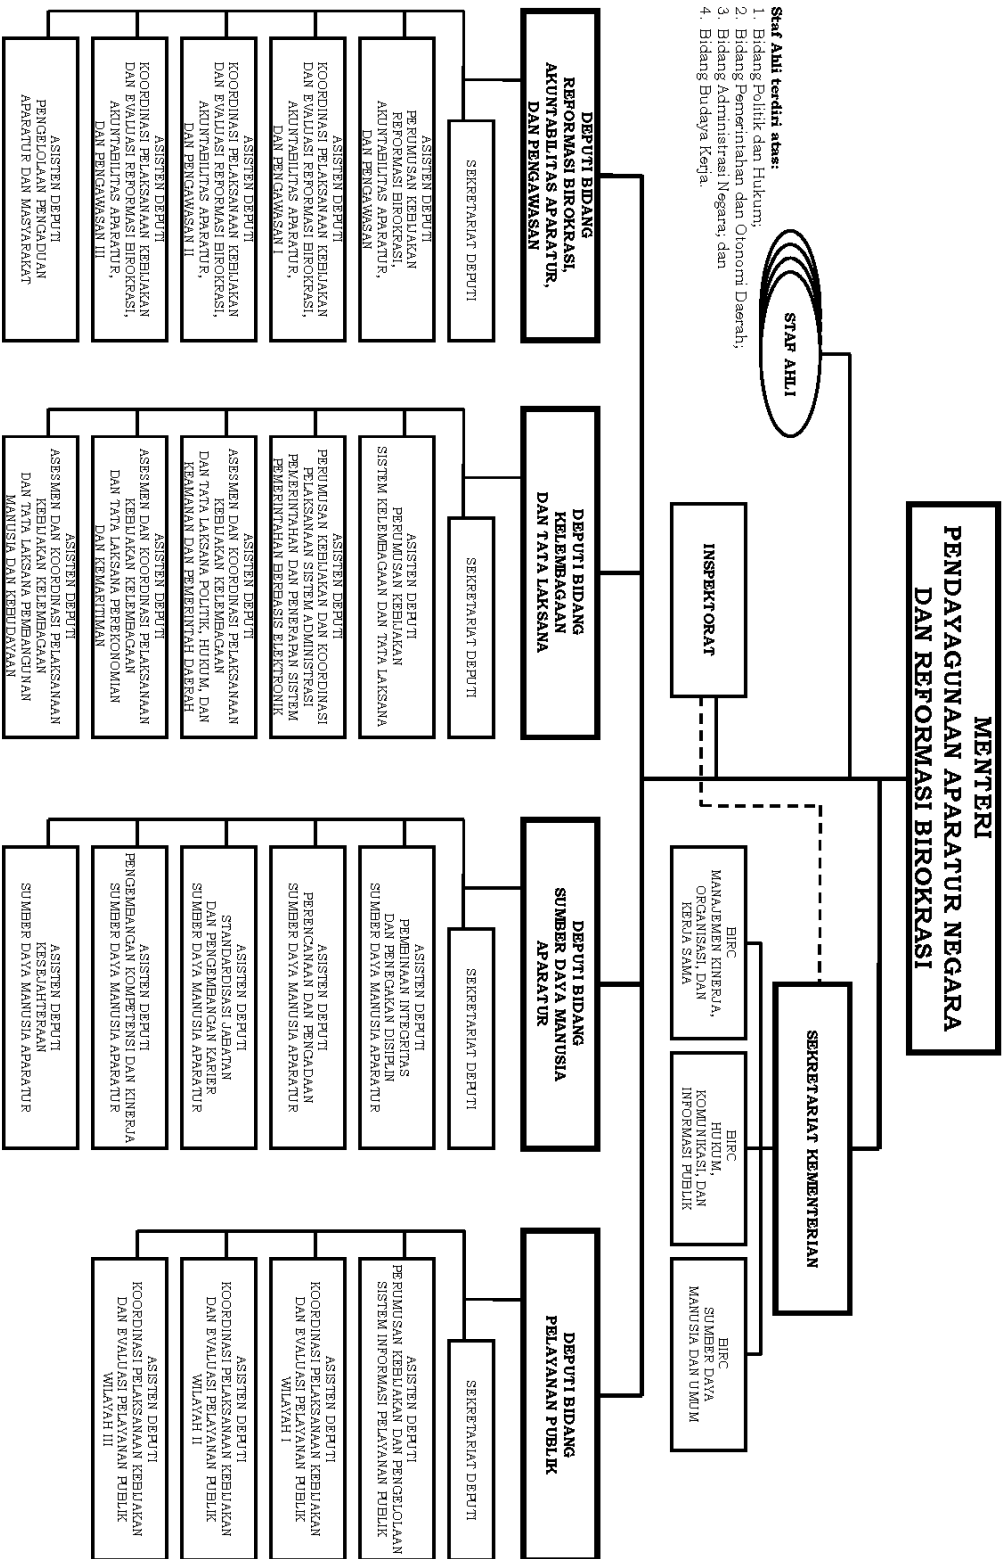 MENTERI
PENDAYAGUNAAN APARATUR NEGARA
DAN REFORMASI BIROKRASI
STAF AHLI
Staf Ahli terdiri atas:
1. Bidang Politik dan Hukum;
2. Bidang Pemerintahan dan Otonomi Daerah;
3. Bidang Administrasi Negara; dan
4. Bidang Budaya Kerja.
INSPEKTORAT
SEKRETARIAT KEMENTERIAN
BIRO
MANAJEMEN KINERJA,
ORGANISASI, DAN
KERJA SAMA
BIRO
HUKUM,
KOMUNIKASI, DAN
INFORMASI PUBLIK
BIRO
SUMBER DAYA
MANUSIA DAN UMUM
DEPUTI BIDANG
REFORMASI BIROKRASI,
AKUNTABILITAS APARATUR,
DAN PENGAWASAN
SEKRETARIAT DEPUTI
ASISTEN DEPUTI
PERUMUSAN KEBIJAKAN
REFORMASI BIROKRASI,
AKUNTABILITAS APARATUR,
DAN PENGAWASAN
ASISTEN DEPUTI
KOORDINASI PELAKSANAAN KEBIJAKAN
DAN EVALUASI REFORMASI BIROKRASI,
AKUNTABILITAS APARATUR,
DAN PENGAWASAN I
ASISTEN DEPUTI
KOORDINASI PELAKSANAAN KEBIJAKAN
DAN EVALUASI REFORMASI BIROKRASI,
AKUNTABILITAS APARATUR,
DAN PENGAWASAN II
ASISTEN DEPUTI
KOORDINASI PELAKSANAAN KEBIJAKAN
DAN EVALUASI REFORMASI BIROKRASI,
AKUNTABILITAS APARATUR,
DAN PENGAWASAN III
ASISTEN DEPUTI
PENGELOLAAN PENGADUAN
APARATUR DAN MASYARAKAT
DEPUTI BIDANG
KELEMBAGAAN
DAN TATA LAKSANA
SEKRETARIAT DEPUTI
ASISTEN DEPUTI
PERUMUSAN KEBIJAKAN
SISTEM KELEMBAGAAN DAN TATA LAKSANA
ASISTEN DEPUTI
PERUMUSAN KEBIJAKAN DAN KOORDINASI
PELAKSANAAN SISTEM ADMINISTRASI
PEMERINTAHAN DAN PENERAPAN SISTEM
PEMERINTAHAN BERBASIS ELEKTRONIK
ASISTEN DEPUTI
ASESMEN DAN KOORDINASI PELAKSANAAN
KEBIJAKAN KELEMBAGAAN
DAN TATA LAKSANA POLITIK, HUKUM, DAN
KEAMANAN DAN PEMERINTAH DAERAH
ASISTEN DEPUTI
ASESMEN DAN KOORDINASI PELAKSANAAN
KEBIJAKAN KELEMBAGAAN
DAN TATA LAKSANA PEREKONOMIAN
DAN KEMARITIMAN
ASISTEN DEPUTI
ASESMEN DAN KOORDINASI PELAKSANAAN
KEBIJAKAN KELEMBAGAAN
DAN TATA LAKSANA PEMBANGUNAN
MANUSIA DAN KEBUDAYAAN
DEPUTI BIDANG
SUMBER DAYA MANUSIA
APARATUR
SEKRETARIAT DEPUTI
ASISTEN DEPUTI
PEMBINAAN INTEGRITAS
DAN PENEGAKAN DISIPLIN
SUMBER DAYA MANUSIA APARATUR
ASISTEN DEPUTI
PERENCANAAN DAN PENGADAAN
SUMBER DAYA MANUSIA APARATUR
ASISTEN DEPUTI
STANDARDISASI JABATAN
DAN PENGEMBANGAN KARIER
SUMBER DAYA MANUSIA APARATUR
ASISTEN DEPUTI
PENGEMBANGAN KOMPETENSI DAN KINERJA
SUMBER DAYA MANUSIA APARATUR
ASISTEN DEPUTI
KESEJAHTERAAN
SUMBER DAYA MANUSIA APARATUR
DEPUTI BIDANG
PELAYANAN PUBLIK
SEKRETARIAT DEPUTI
ASISTEN DEPUTI
PERUMUSAN KEBIJAKAN DAN PENGELOLAAN
SISTEM INFORMASI PELAYANAN PUBLIK
ASISTEN DEPUTI
KOORDINASI PELAKSANAAN KEBIJAKAN
DAN EVALUASI PELAYANAN PUBLIK
WILAYAH I
ASISTEN DEPUTI
KOORDINASI PELAKSANAAN KEBIJAKAN
DAN EVALUASI PELAYANAN PUBLIK
WILAYAH II
ASISTEN DEPUTI
KOORDINASI PELAKSANAAN KEBIJAKAN
DAN EVALUASI PELAYANAN PUBLIK
WILAYAH III